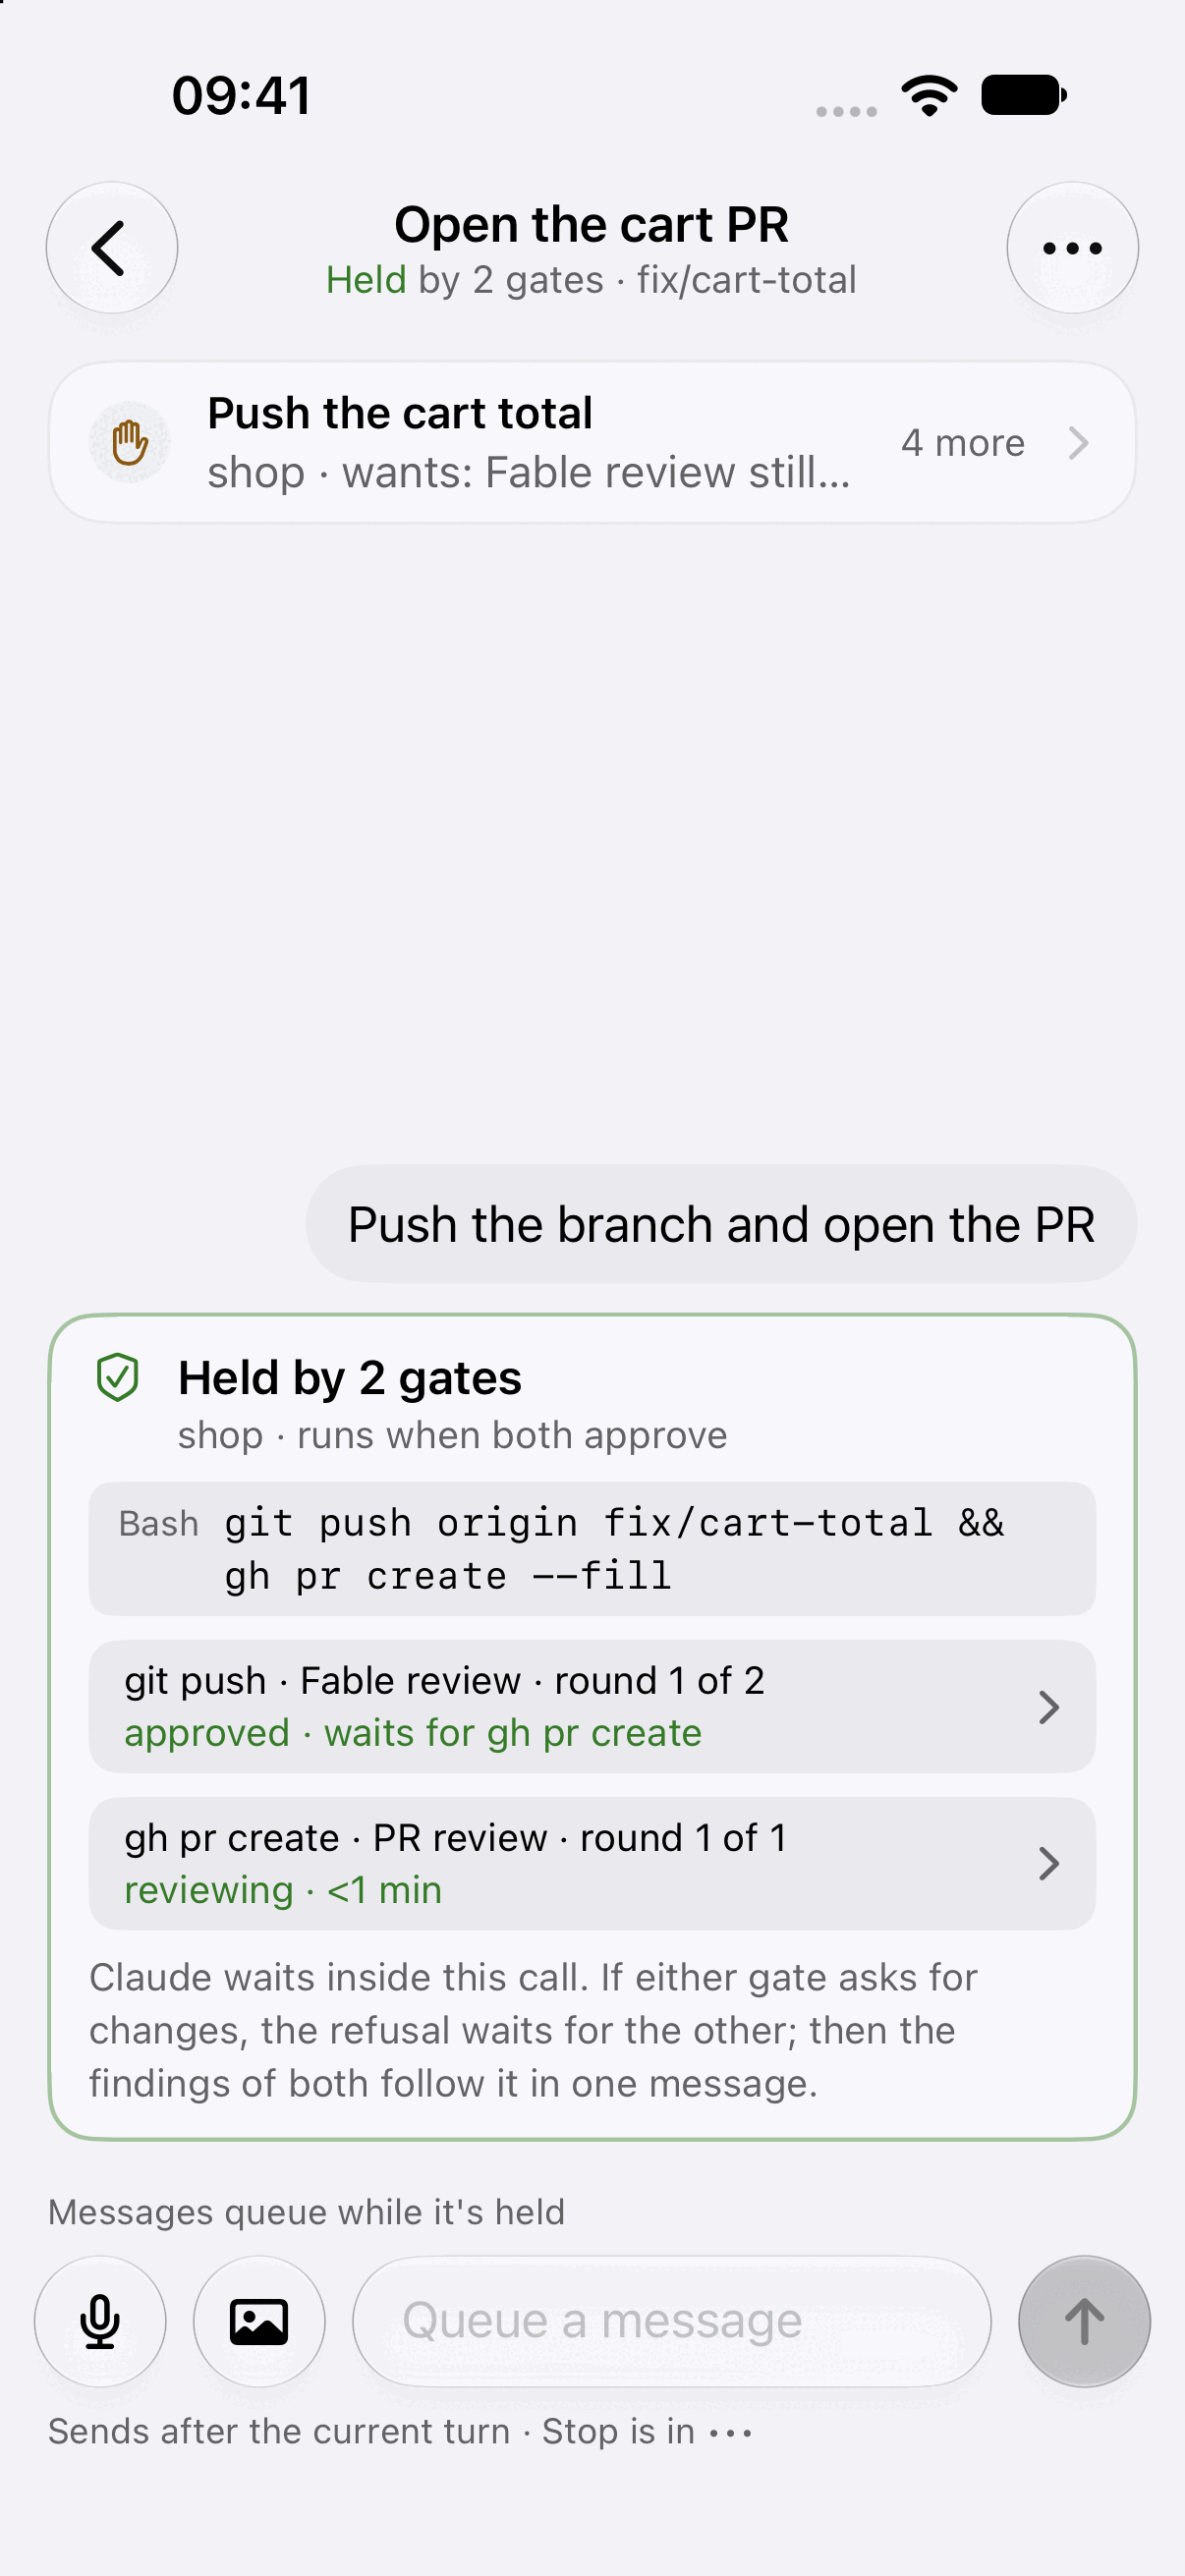 09:41
Open the cart PR
Held by 2 gates · fix/cart-total
Push the cart total
shop · wants: Fable review still...
4 more
Push the branch and open the PR
Held by 2 gates
shop · runs when both approve
Bash git push origin fix/cart-total &&
gh pr create --fill
git push · Fable review · round 1 of 2
approved · waits for gh pr create
gh pr create · PR review · round 1 of 1
reviewing · <1 min
Claude waits inside this call. If either gate asks for
changes, the refusal waits for the other; then the
findings of both follow it in one message.
Messages queue while it's held
Queue a message
Sends after the current turn · Stop is in •••